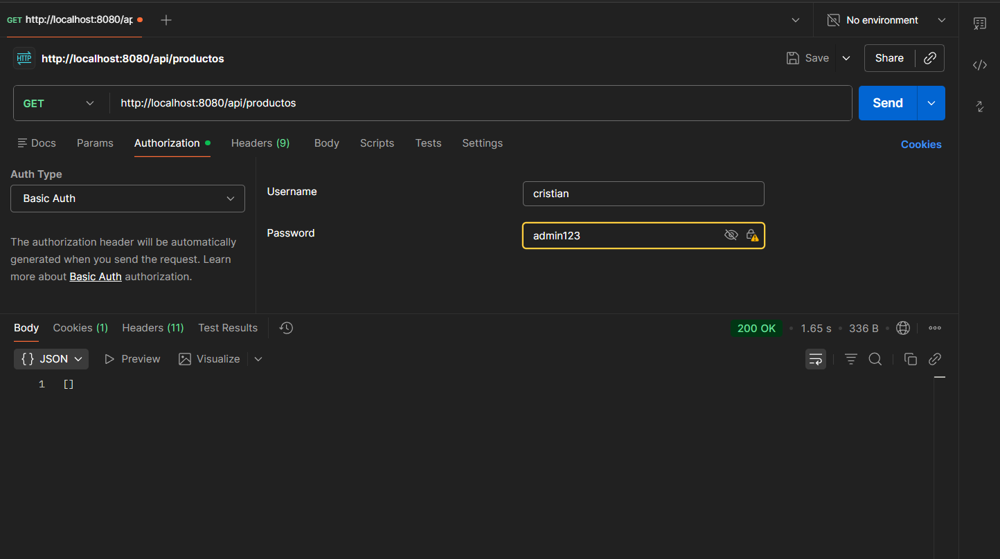 GET http://localhost:8080/ap
No environment
HTTP http://localhost:8080/api/productos
Save
Share
GET
http://localhost:8080/api/productos
Send
Docs Params Authorization Headers (9) Body Scripts Tests Settings
Cookies
Auth Type
Basic Auth
Username
cristian
Password
admin123
The authorization header will be automatically
generated when you send the request. Learn
more about Basic Auth authorization.
Body Cookies (1) Headers (11) Test Results
200 OK • 1.65 s • 336 B
{} JSON Preview Visualize
1 []